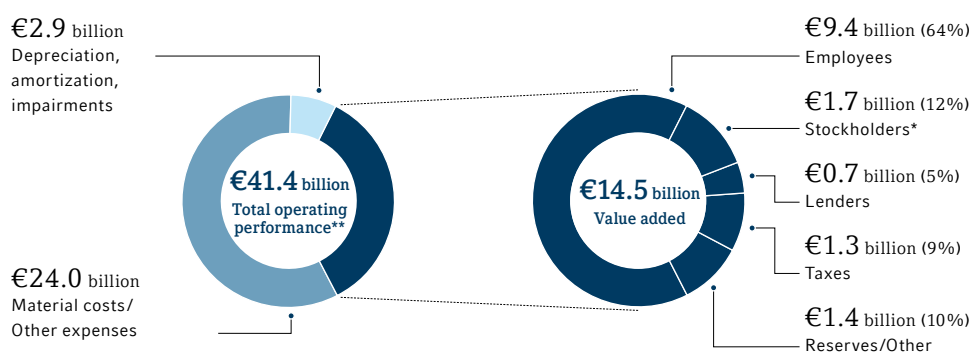 €2.9 billion
Depreciation,
amortization,
impairments
€41.4 billion
Total operating
performance**
€24.0 billion
Material costs/
Other expenses
€14.5 billion
Value added
€9.4 billion (64%)
Employees
€1.7 billion (12%)
Stockholders*
€0.7 billion (5%)
Lenders
€1.3 billion (9%)
Taxes
€1.4 billion (10%)
Reserves/Other